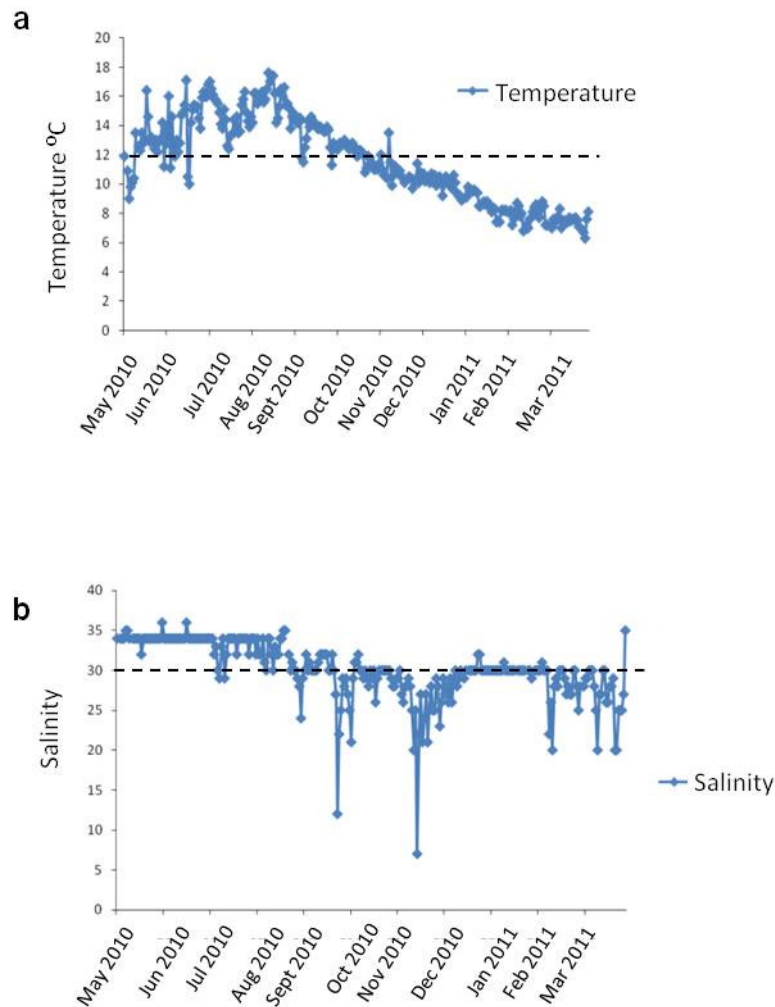 a
20
18
16
14
12
10
8
6
4
2
0
Temperature ºC
Temperature
May 2010
Jun 2010
Jul 2010
Aug 2010
Sept 2010
Oct 2010
Nov 2010
Dec 2010
Jan 2011
Feb 2011
Mar 2011
b
40
35
30
25
20
15
10
5
0
Salinity
Salinity
May 2010
Jun 2010
Jul 2010
Aug 2010
Sept 2010
Oct 2010
Nov 2010
Dec 2010
Jan 2011
Feb 2011
Mar 2011